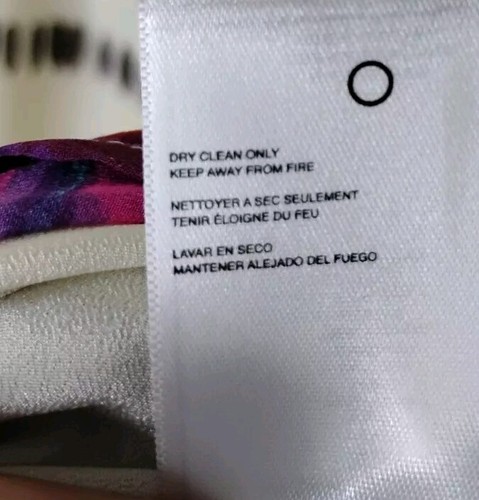 DRY CLEAN ONLY
KEEP AWAY FROM FIRE
NETTOYER A SEC SEULEMENT
TENIR ÉLOIGNE DU FEU
LAVAR EN SECO
MANTENER ALEJADO DEL FUEGO